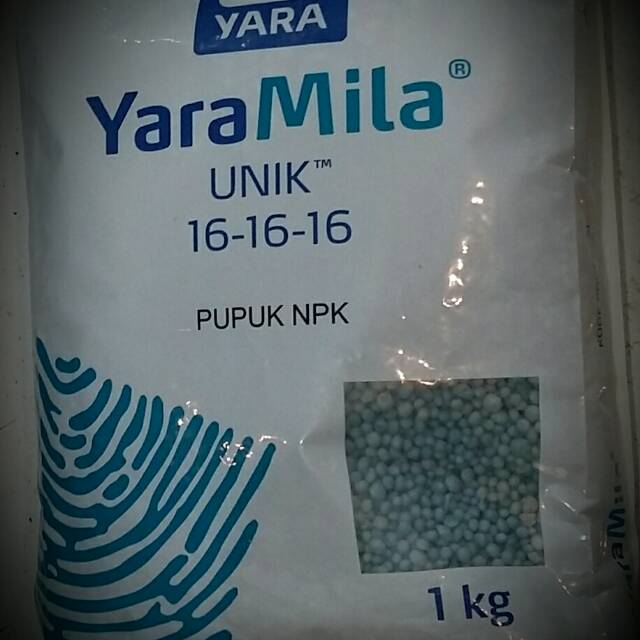 YARA
YaraMila®
UNIK™
16-16-16
PUPUK NPK
1 kg